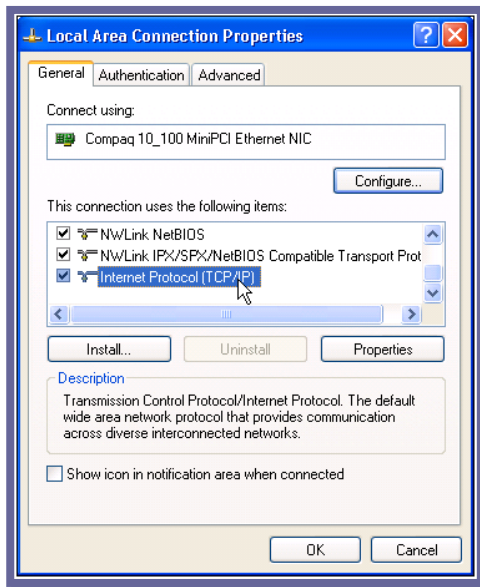 Local Area Connection Properties
General Authentication Advanced
Connect using:
Compaq 10_100 MiniPCI Ethernet NIC
Configure...
This connection uses the following items:
NWLink NetBIOS
NWLink IPX/SPX/NetBIOS Compatible Transport Prot
Internet Protocol (TCP/IP)
Install... Uninstall Properties
Description
Transmission Control Protocol/Internet Protocol. The default
wide area network protocol that provides communication
across diverse interconnected networks.
Show icon in notification area when connected
OK Cancel